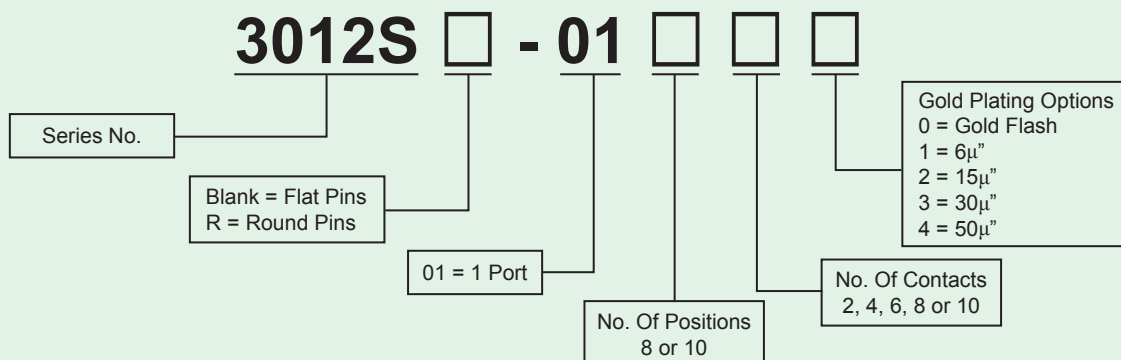 3012S □ - 01 □ □ □
Series No.
Blank = Flat Pins
R = Round Pins
01 = 1 Port
No. Of Positions
8 or 10
No. Of Contacts
2, 4, 6, 8 or 10
Gold Plating Options
0 = Gold Flash
1 = 6μ”
2 = 15μ”
3 = 30μ”
4 = 50μ”